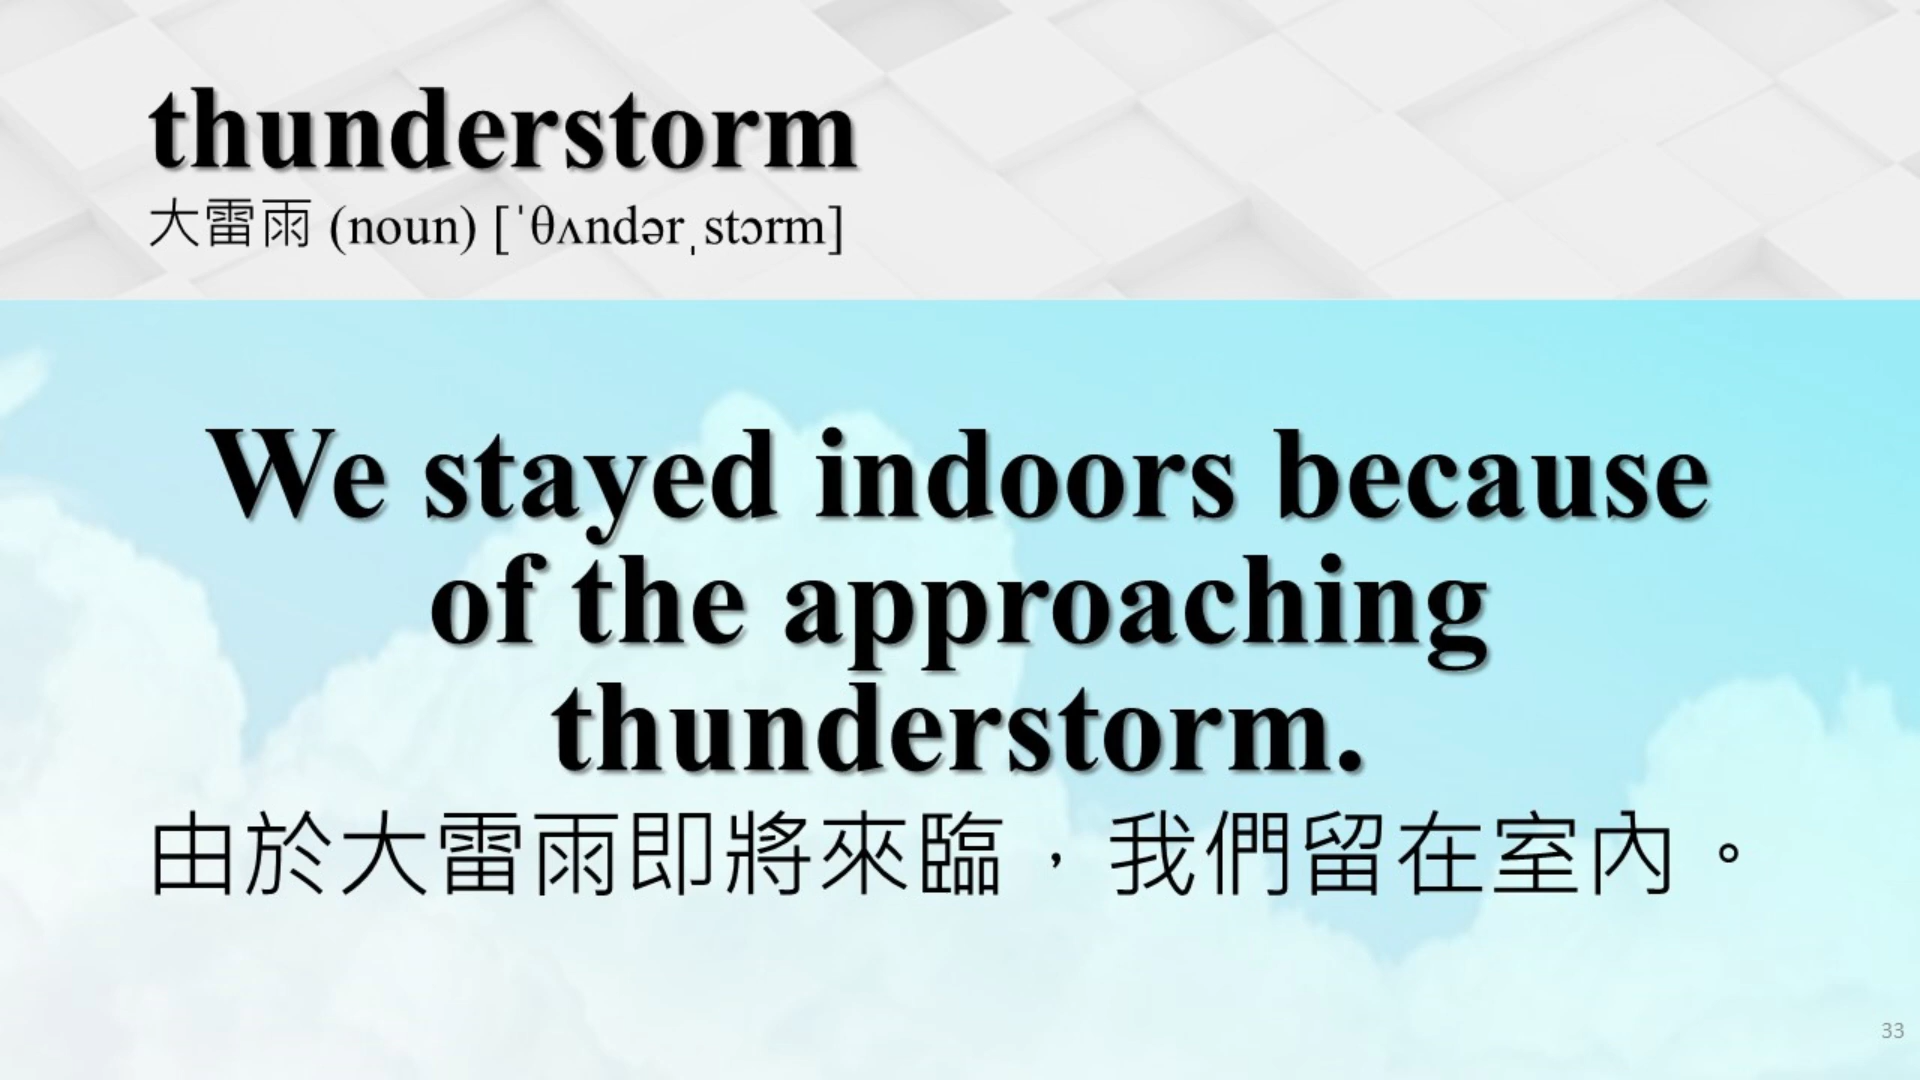 thunderstorm
大雷雨 (noun) [ˈθʌndərˌstɔrm]
We stayed indoors because
of the approaching
thunderstorm.
由於大雷雨即將來臨，我們留在室內。
33